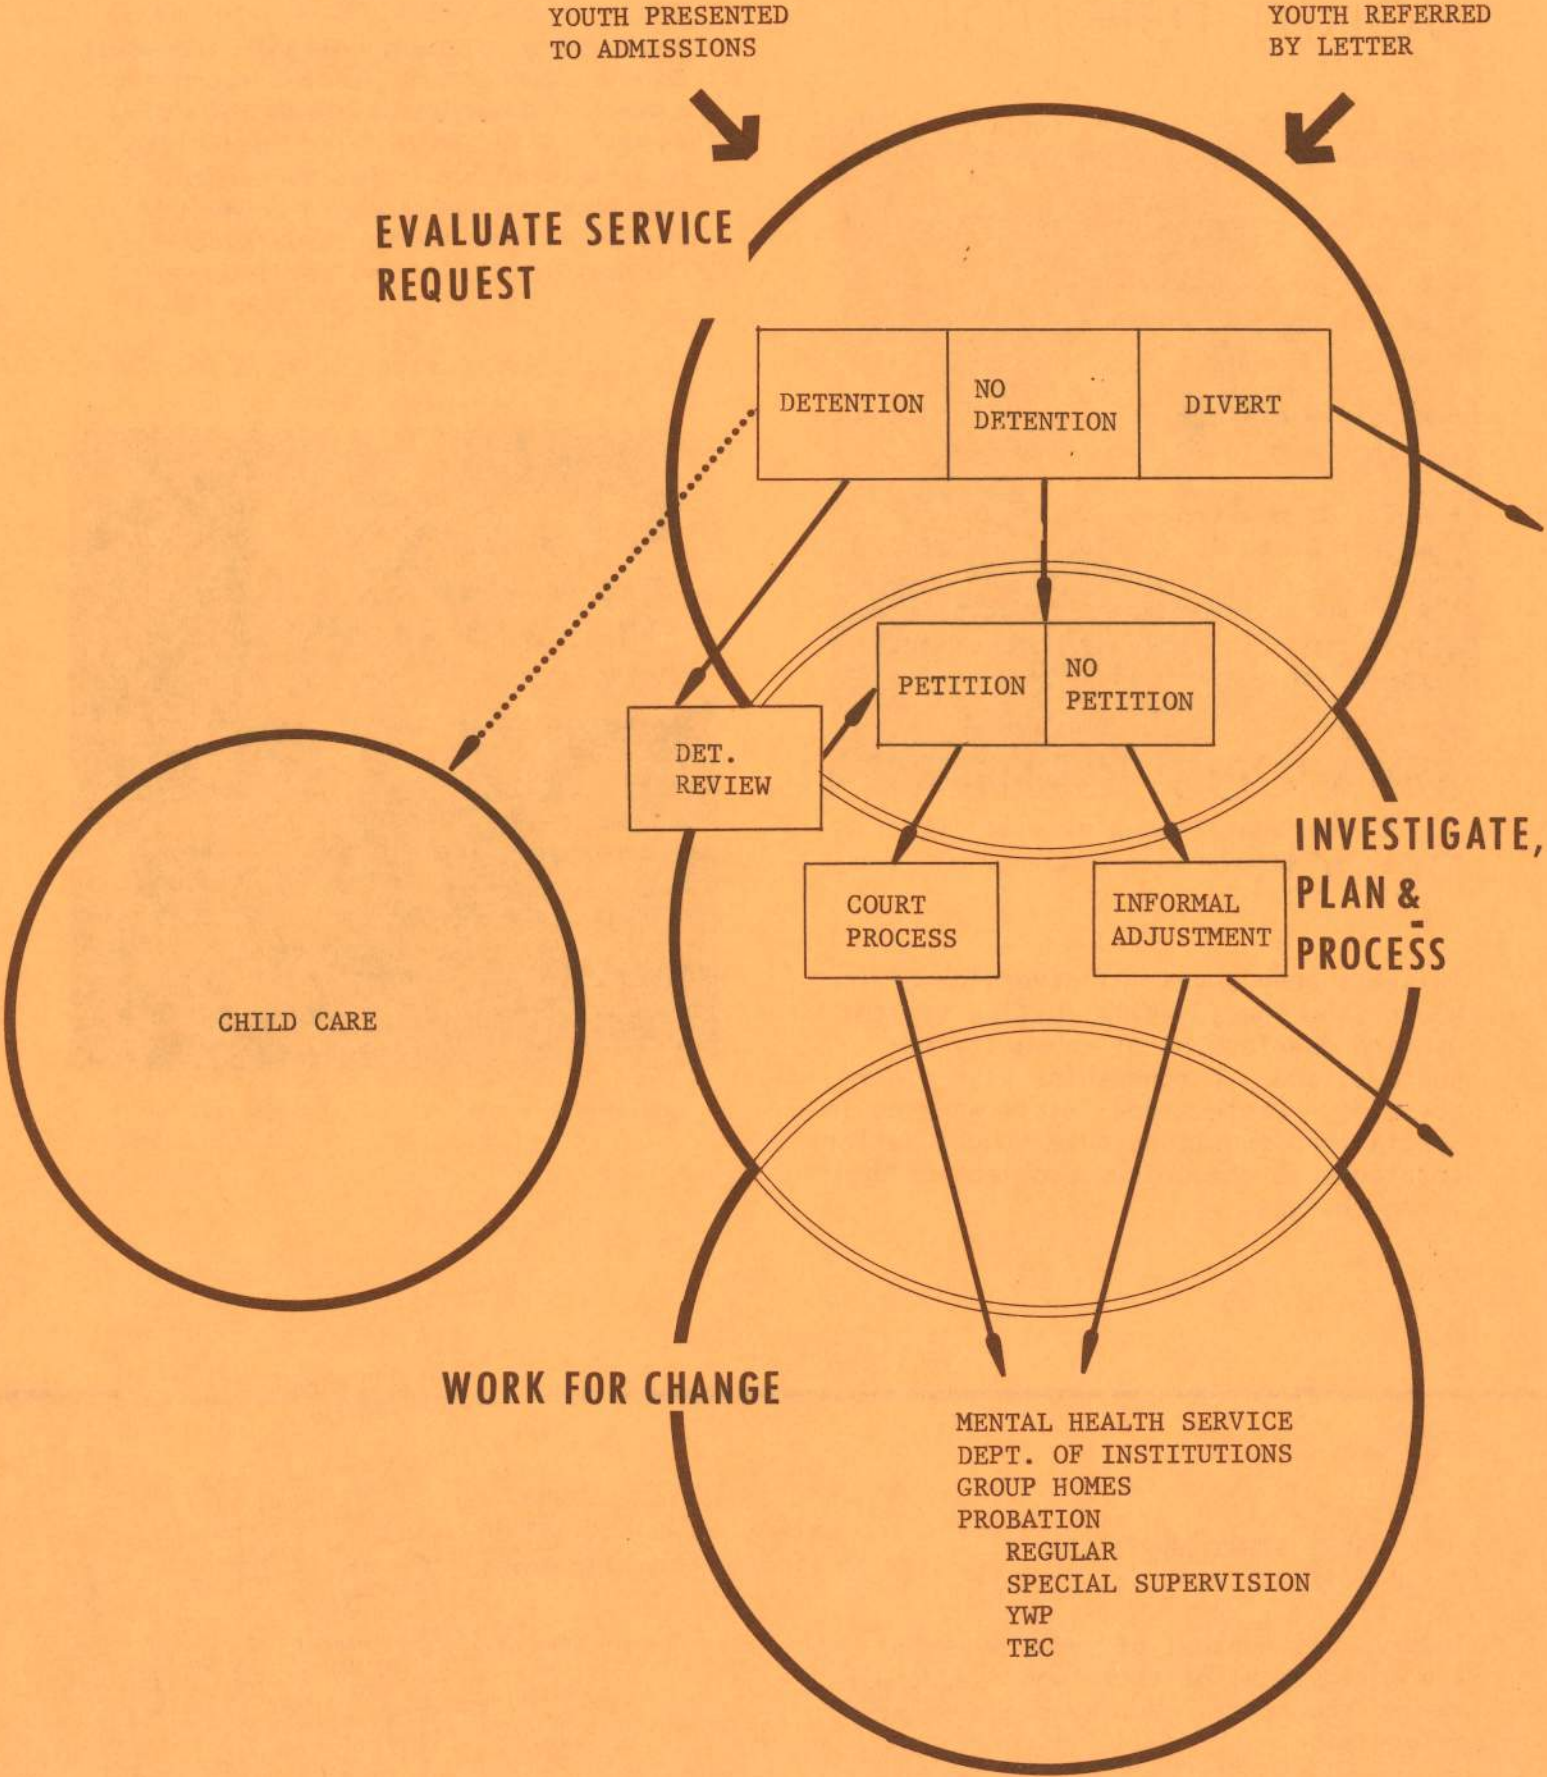 YOUTH PRESENTED
TO ADMISSIONS
YOUTH REFERRED
BY LETTER
EVALUATE SERVICE
REQUEST
DETENTION
NO
DETENTION
DIVERT
PETITION
NO
PETITION
DET.
REVIEW
INVESTIGATE,
PLAN &
PROCESS
COURT
PROCESS
INFORMAL
ADJUSTMENT
CHILD CARE
WORK FOR CHANGE
MENTAL HEALTH SERVICE
DEPT. OF INSTITUTIONS
GROUP HOMES
PROBATION
REGULAR
SPECIAL SUPERVISION
YWP
TEC